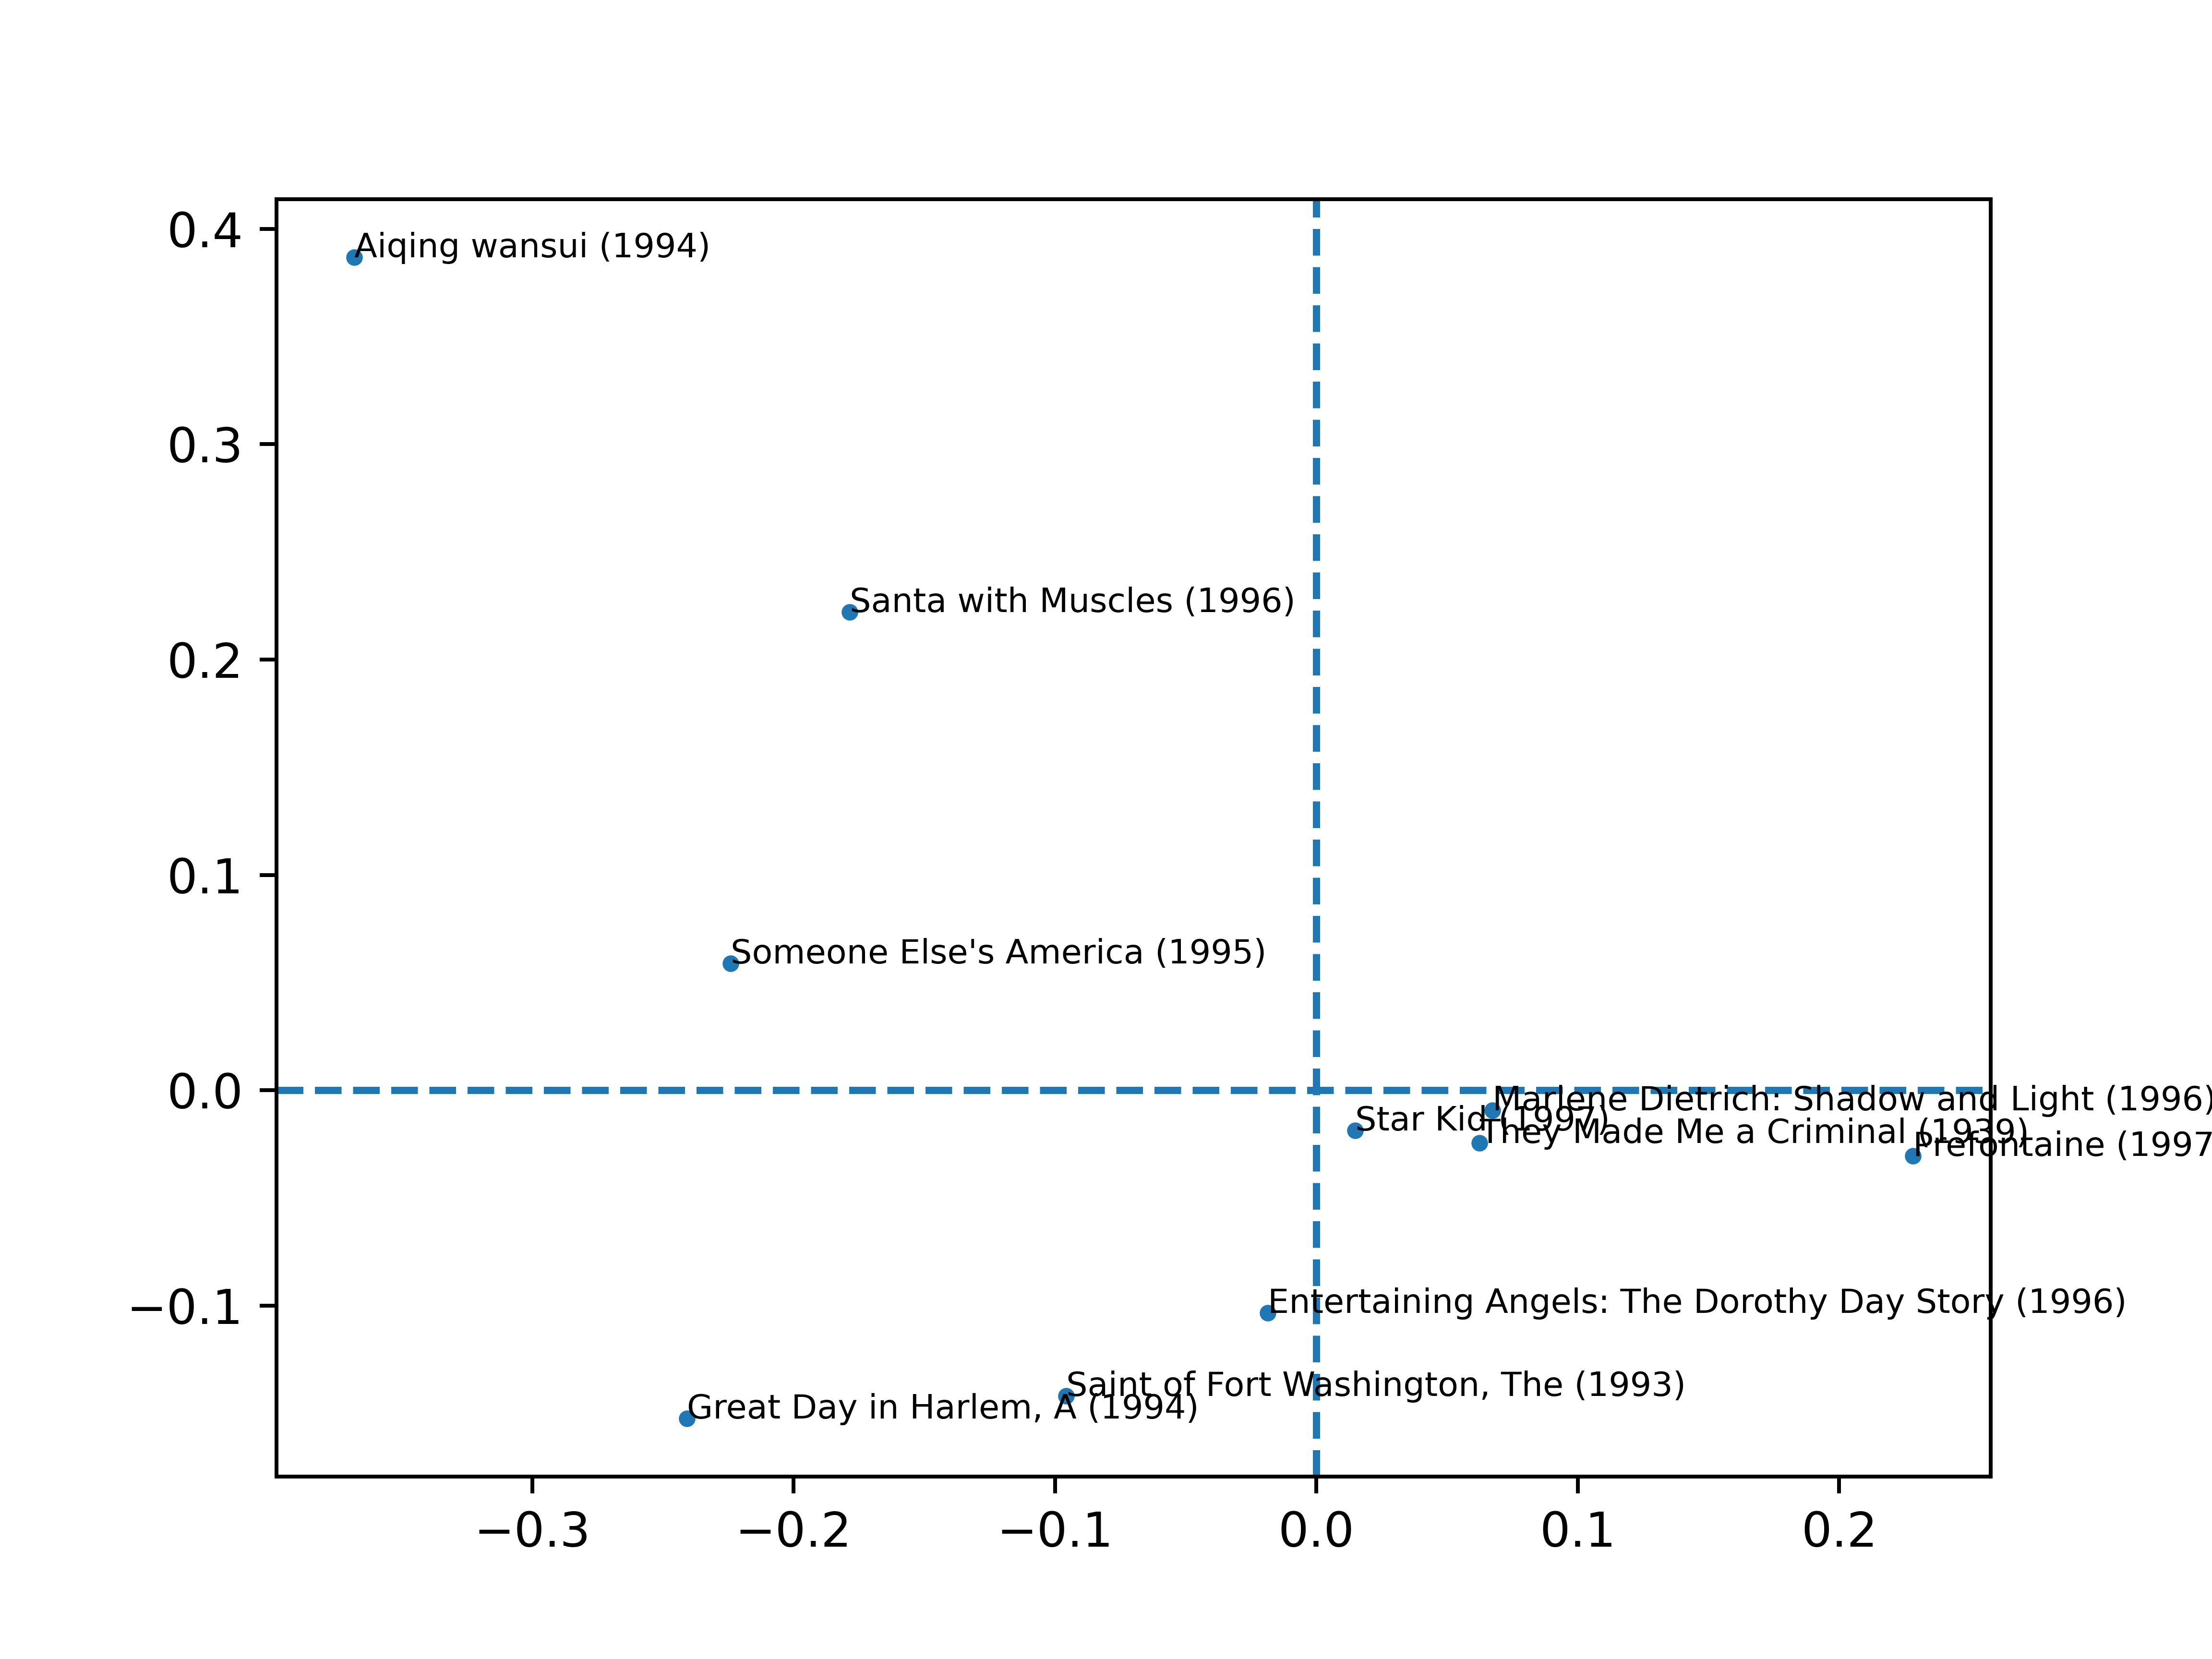 0.4
Aiqing wansui (1994)
0.3
Santa with Muscles (1996)
0.2
0.1
Someone Else's America (1995)
0.0
Marlene Dietrich: Shadow and Light (1996)
Star Kid (1997)
They Made Me a Criminal (1939)
Prefontaine (1997
−0.1
Entertaining Angels: The Dorothy Day Story (1996)
Saint of Fort Washington, The (1993)
Great Day in Harlem, A (1994)
−0.3 −0.2 −0.1 0.0 0.1 0.2